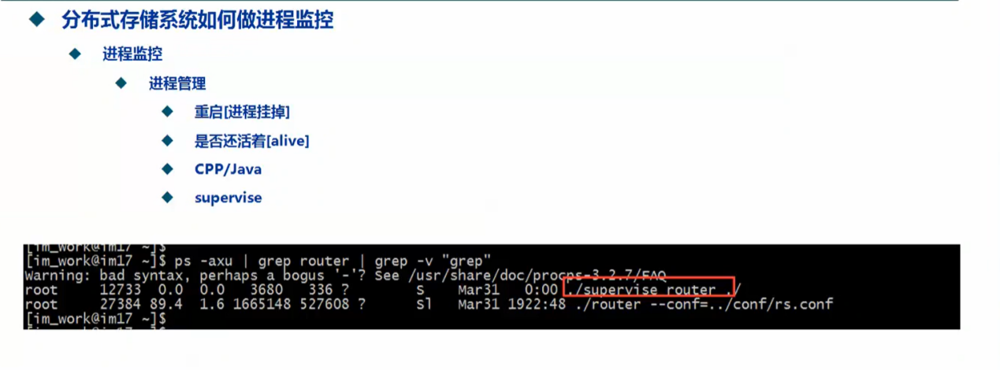 分布式存储系统如何做进程监控
进程监控
进程管理
重启[进程挂掉]
是否还活着[alive]
CPP/Java
supervise
[im_work@im17 ~]$
[im_work@im17 ~]$ ps -axu | grep router | grep -v "grep"
Warning: bad syntax, perhaps a bogus '-'? See /usr/share/doc/procps-3.2.7/FAQ
root 12733 0.0 0.0 3680 336 ? S Mar31 0:00 ./supervise router ./
root 27384 89.4 1.6 1665148 527608 ? Sl Mar31 1922:48 ./router --conf=../conf/rs.conf
[im_work@im17 ~]$